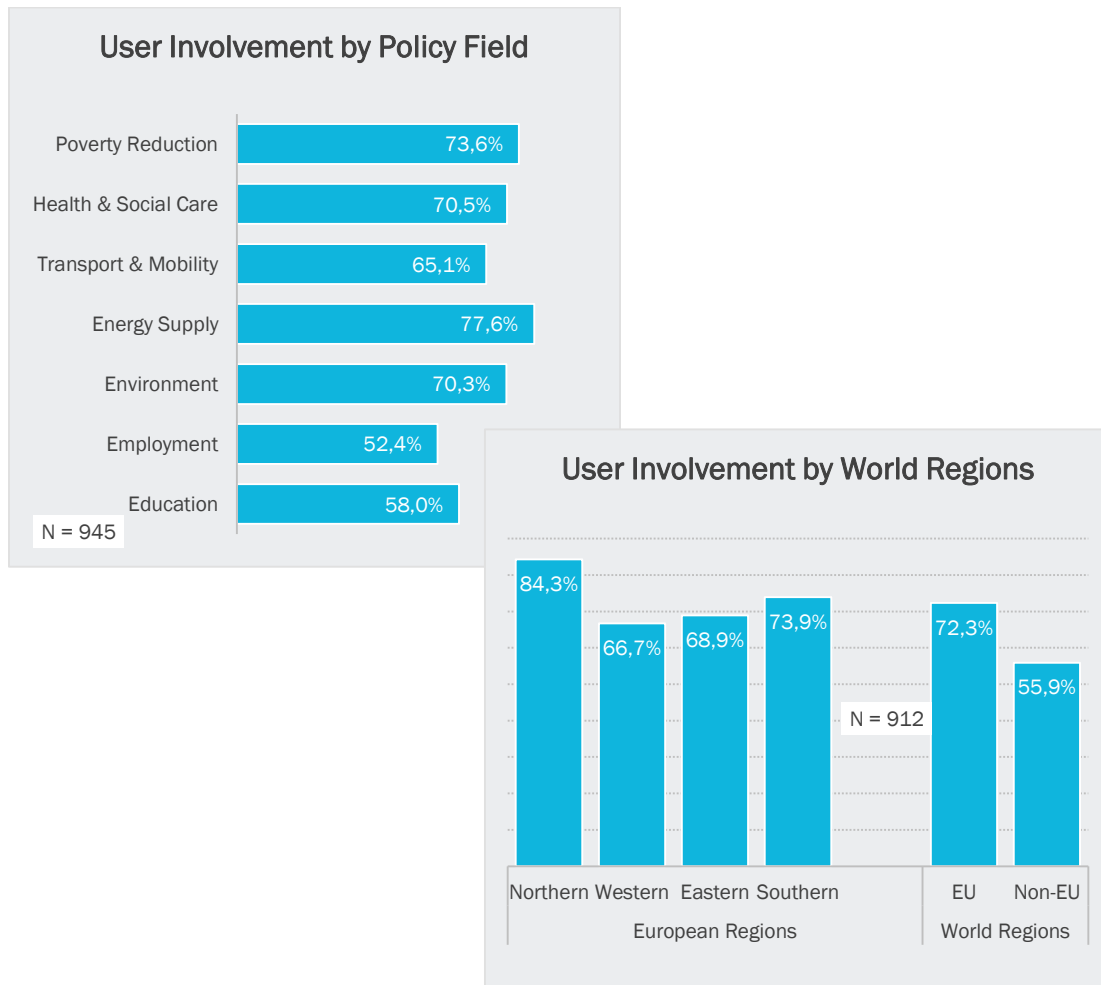 User Involvement by Policy Field
Poverty Reduction 73,6%
Health & Social Care 70,5%
Transport & Mobility 65,1%
Energy Supply 77,6%
Environment 70,3%
Employment 52,4%
Education 58,0%
N = 945
User Involvement by World Regions
84,3% 66,7% 68,9% 73,9% 72,3% 55,9%
N = 912
Northern Western Eastern Southern EU Non-EU
European Regions World Regions